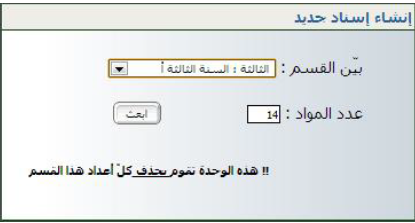 إنشاء إسناد جديد
بيّن القسم : الثالثة : السنة الثالثة أ
عدد المواد : 14
ابعث
!! هذه الوحدة تقوم بحذف كلّ أعداد هذا القسم